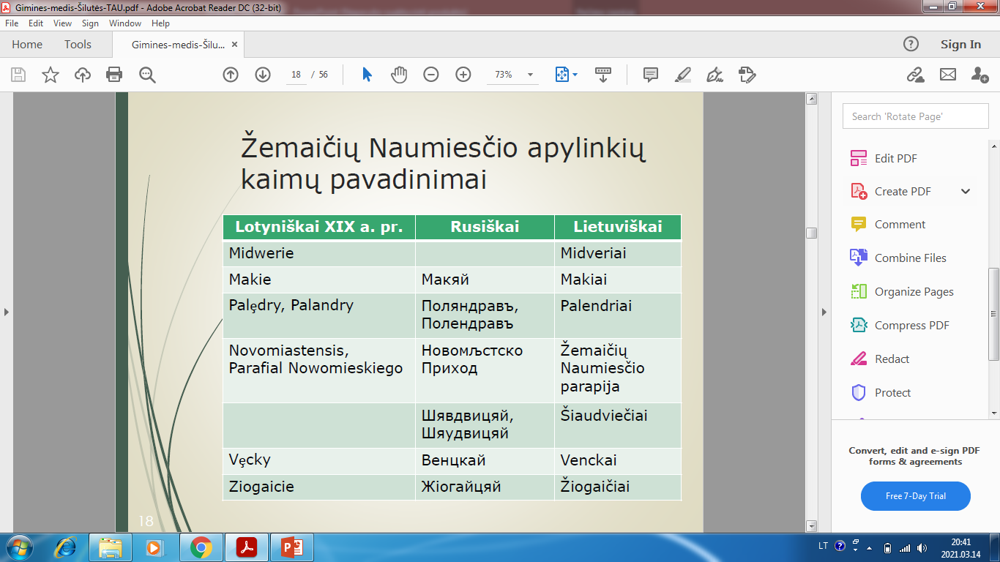 Gimines-medis-Šilutės-TAU.pdf - Adobe Acrobat Reader DC (32-bit)
File Edit View Sign Window Help
Home Tools Gimines-medis-Šilu... × Sign In
18 / 56 73%
Žemaičių Naumiesčio apylinkių
kaimų pavadinimai
Lotyniškai XIX a. pr. Rusiškai Lietuviškai
Midwerie Midveriai
Makie Макяй Makiai
Palędry, Palandry Поляндравъ, Palendriai
Полендравъ
Novomiastensis, Новомљстско Žemaičių
Parafial Nowomieskiego Приход Naumiesčio
parapija
Шявдвицяй, Šiaudviečiai
Шяудвицяй
Vęcky Венцкай Venckai
Ziogaicie Жіогайцяй Žiogaičiai
18
Search 'Rotate Page'
Edit PDF
Create PDF
Comment
Combine Files
Organize Pages
Compress PDF
Redact
Protect
Convert, edit and e-sign PDF
forms & agreements
Free 7-Day Trial
LT
20:41
2021.03.14